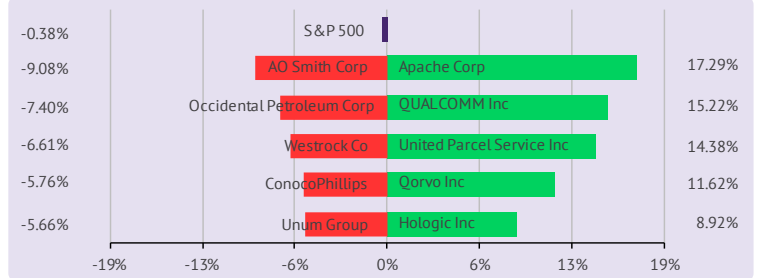 -0.38% S&P 500
-9.08% AO Smith Corp Apache Corp 17.29%
-7.40% Occidental Petroleum Corp QUALCOMM Inc 15.22%
-6.61% Westrock Co United Parcel Service Inc 14.38%
-5.76% ConocoPhillips Qorvo Inc 11.62%
-5.66% Unum Group Hologic Inc 8.92%
-19% -13% -6% 0% 6% 13% 19%